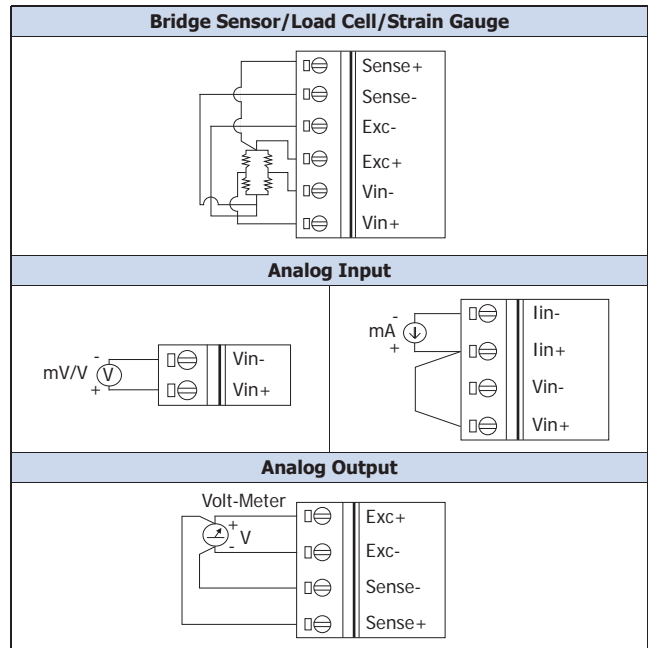 Bridge Sensor/Load Cell/Strain Gauge
Sense+
Sense-
Exc-
Exc+
Vin-
Vin+
Analog Input
mV/V
-
+
V
Vin-
Vin+
mA
-
+
Iin-
Iin+
Vin-
Vin+
Analog Output
Volt-Meter
+
V
-
Exc+
Exc-
Sense-
Sense+